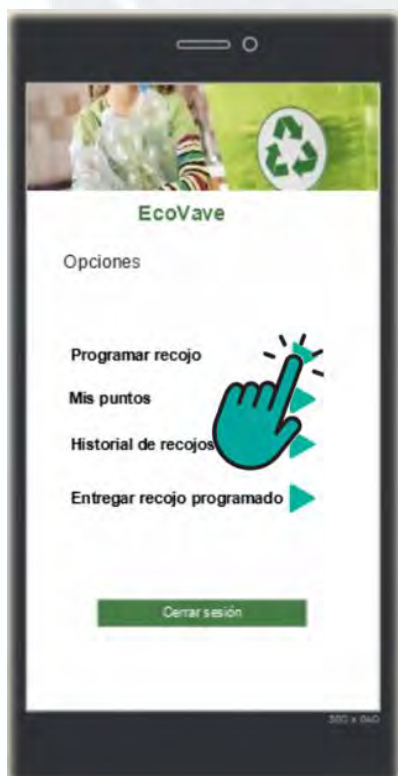 EcoVave
Opciones
Programar recojo
Mis puntos
Historial de recojos
Entregar recojo programado
Cerrar sesión
360 x 640